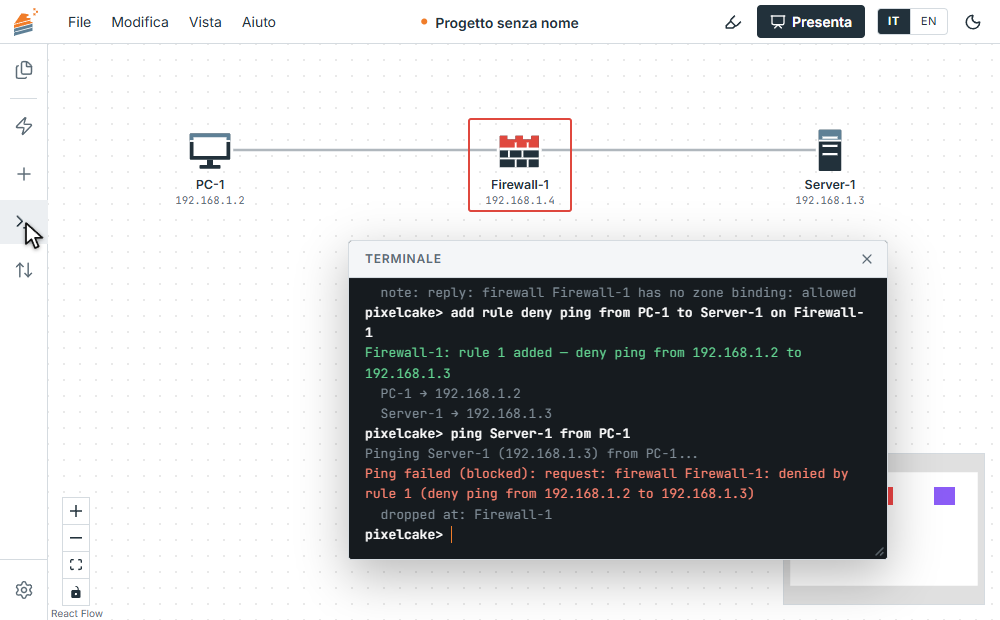 File Modifica Vista Aiuto
Progetto senza nome
Presenta
IT EN
PC-1
192.168.1.2
Firewall-1
192.168.1.4
Server-1
192.168.1.3
TERMINALE
note: reply: firewall Firewall-1 has no zone binding: allowed
pixelcake> add rule deny ping from PC-1 to Server-1 on Firewall-
1
Firewall-1: rule 1 added — deny ping from 192.168.1.2 to
192.168.1.3
PC-1 → 192.168.1.2
Server-1 → 192.168.1.3
pixelcake> ping Server-1 from PC-1
Pinging Server-1 (192.168.1.3) from PC-1...
Ping failed (blocked): request: firewall Firewall-1: denied by
rule 1 (deny ping from 192.168.1.2 to 192.168.1.3)
dropped at: Firewall-1
pixelcake>
React Flow